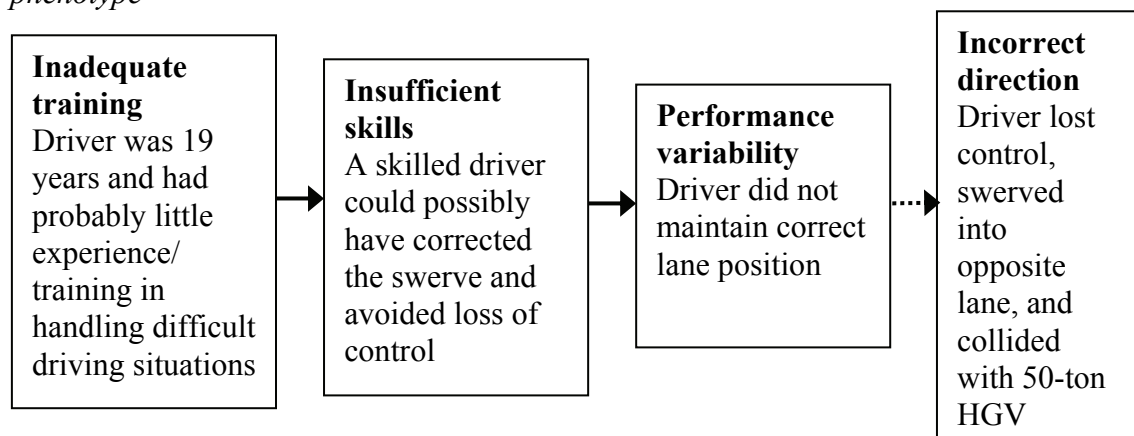 phenotype
Inadequate
training
Driver was 19
years and had
probably little
experience/
training in
handling difficult
driving situations
Insufficient
skills
A skilled driver
could possibly
have corrected
the swerve and
avoided loss of
control
Performance
variability
Driver did not
maintain correct
lane position
Incorrect
direction
Driver lost
control,
swerved
into
opposite
lane, and
collided
with 50-ton
HGV